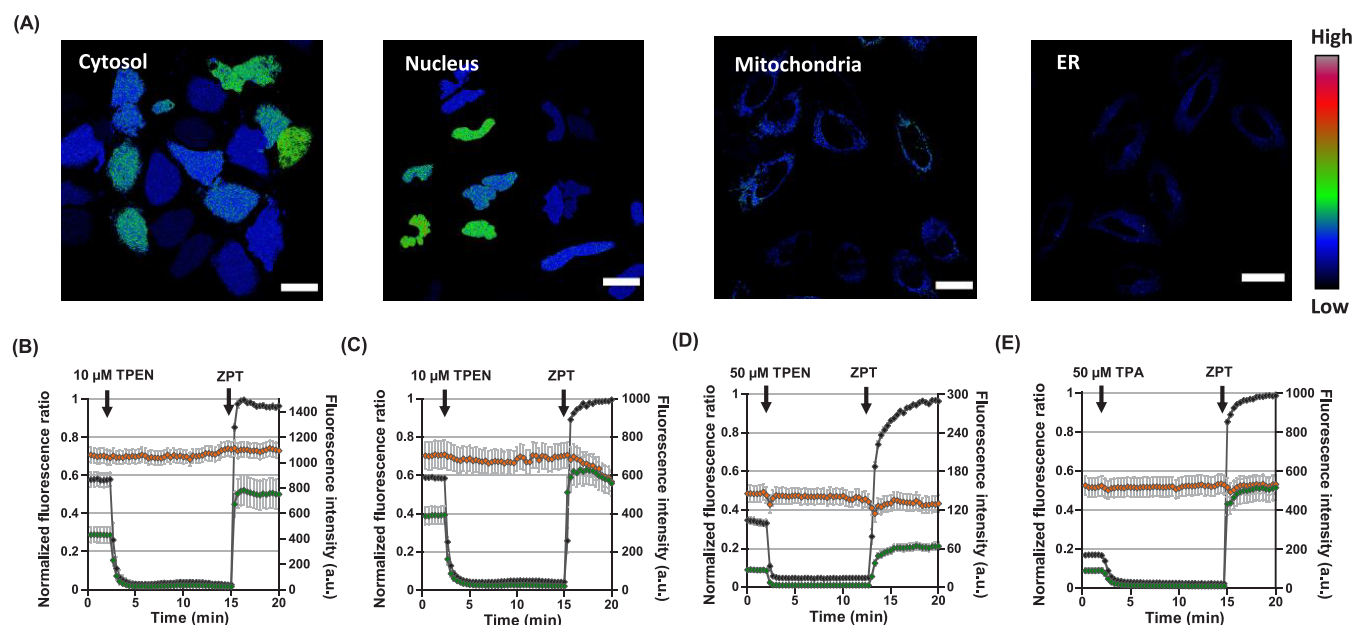 (A)
High
Cytosol
Nucleus
Mitochondria
ER
Low
(B)
(C)
(D)
(E)
10 µM TPEN
ZPT
10 µM TPEN
ZPT
50 µM TPEN
ZPT
50 µM TPA
ZPT
Normalized fluorescence ratio
1
0.8
0.6
0.4
0.2
0
0
5
10
15
20
Time (min)
1400
1200
1000
800
600
400
200
0
Fluorescence intensity (a.u.)
Normalized fluorescence ratio
1
0.8
0.6
0.4
0.2
0
0
5
10
15
20
Time (min)
1000
800
600
400
200
0
Fluorescence intensity (a.u.)
Normalized fluorescence ratio
1
0.8
0.6
0.4
0.2
0
0
5
10
15
20
Time (min)
300
240
180
120
60
0
Fluorescence intensity (a.u.)
Normalized fluorescence ratio
1
0.8
0.6
0.4
0.2
0
0
5
10
15
20
Time (min)
1000
800
600
400
200
0
Fluorescence intensity (a.u.)